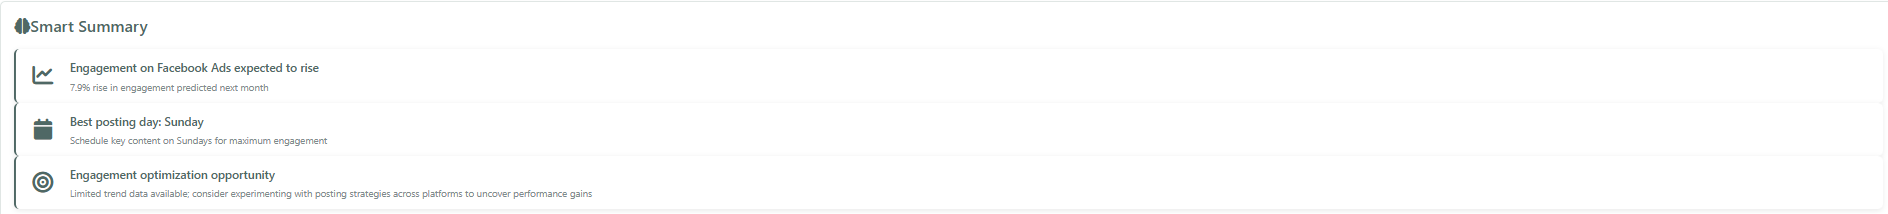 Smart Summary
Engagement on Facebook Ads expected to rise
7.9% rise in engagement predicted next month
Best posting day: Sunday
Schedule key content on Sundays for maximum engagement
Engagement optimization opportunity
Limited trend data available; consider experimenting with posting strategies across platforms to uncover performance gains